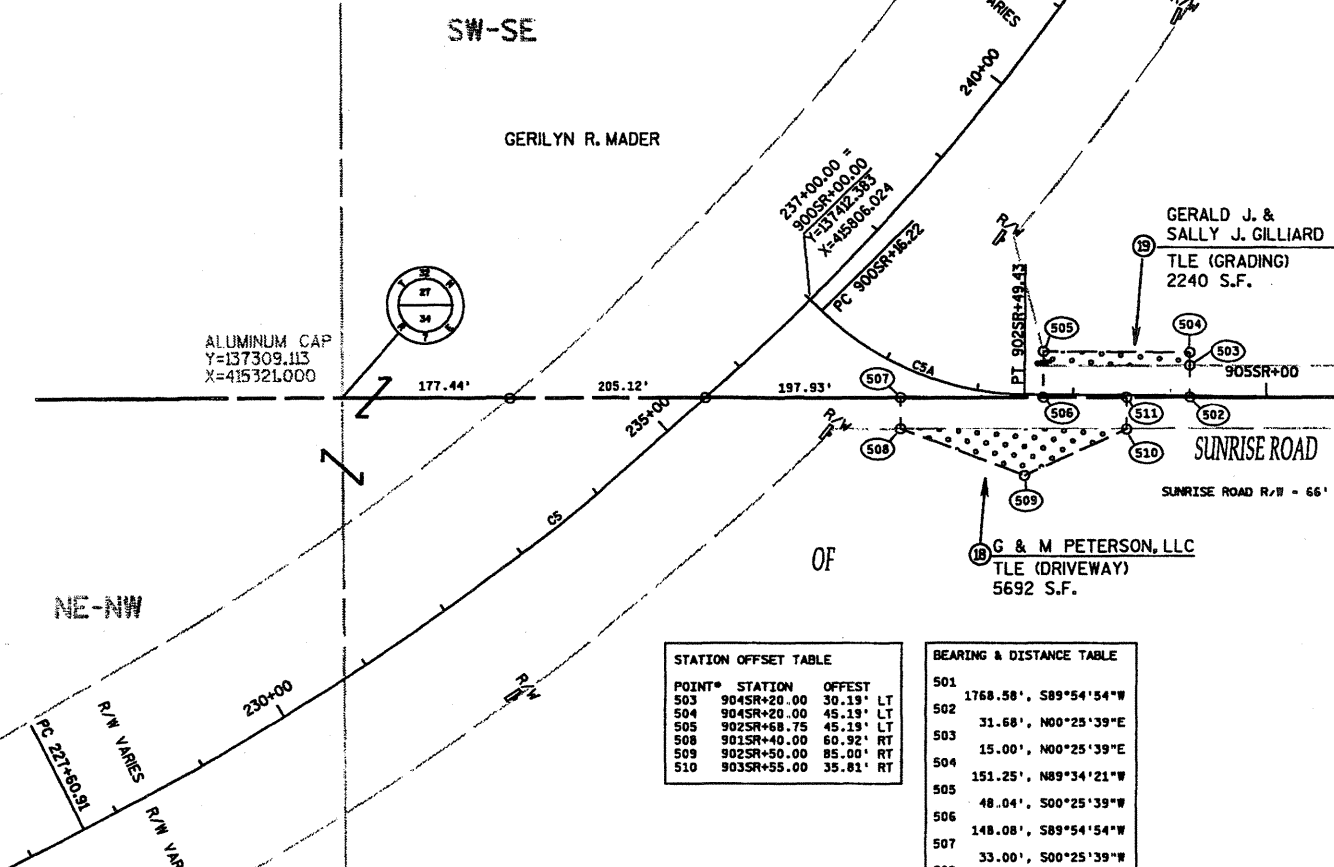 SW-SE
VARIES
R/W
240+00
GERILYN R. MADER
237+00.00 =
900SR+00.00
Y=137412.383
X=415806.024
PC 900SR+16.22
R/W
GERALD J. &
SALLY J. GILLIARD
19
TLE (GRADING)
2240 S.F.
27
34
ALUMINUM CAP
Y=137309.113
X=415321.000
PT 902SR+49.43
505
504
503
905SR+00
C5A
177.44'
205.12'
197.93'
507
506
511
502
235+00
R/W
508
510
SUNRISE ROAD
509
SUNRISE ROAD R/W - 66'
C5
18
G & M PETERSON, LLC
TLE (DRIVEWAY)
5692 S.F.
OF
NE-NW
R/W
230+00
R/W VARIES
PC 227+60.91
R/W VAR
STATION OFFSET TABLE
POINT# STATION OFFEST
503 904SR+20.00 30.19' LT
504 904SR+20.00 45.19' LT
505 902SR+68.75 45.19' LT
508 901SR+40.00 60.92' RT
509 902SR+50.00 85.00' RT
510 903SR+55.00 35.81' RT
BEARING & DISTANCE TABLE
501
1768.58', S89°54'54"W
502
31.68', N00°25'39"E
503
15.00', N00°25'39"E
504
151.25', N89°34'21"W
505
48.04', S00°25'39"W
506
148.08', S89°54'54"W
507
33.00', S00°25'39"W